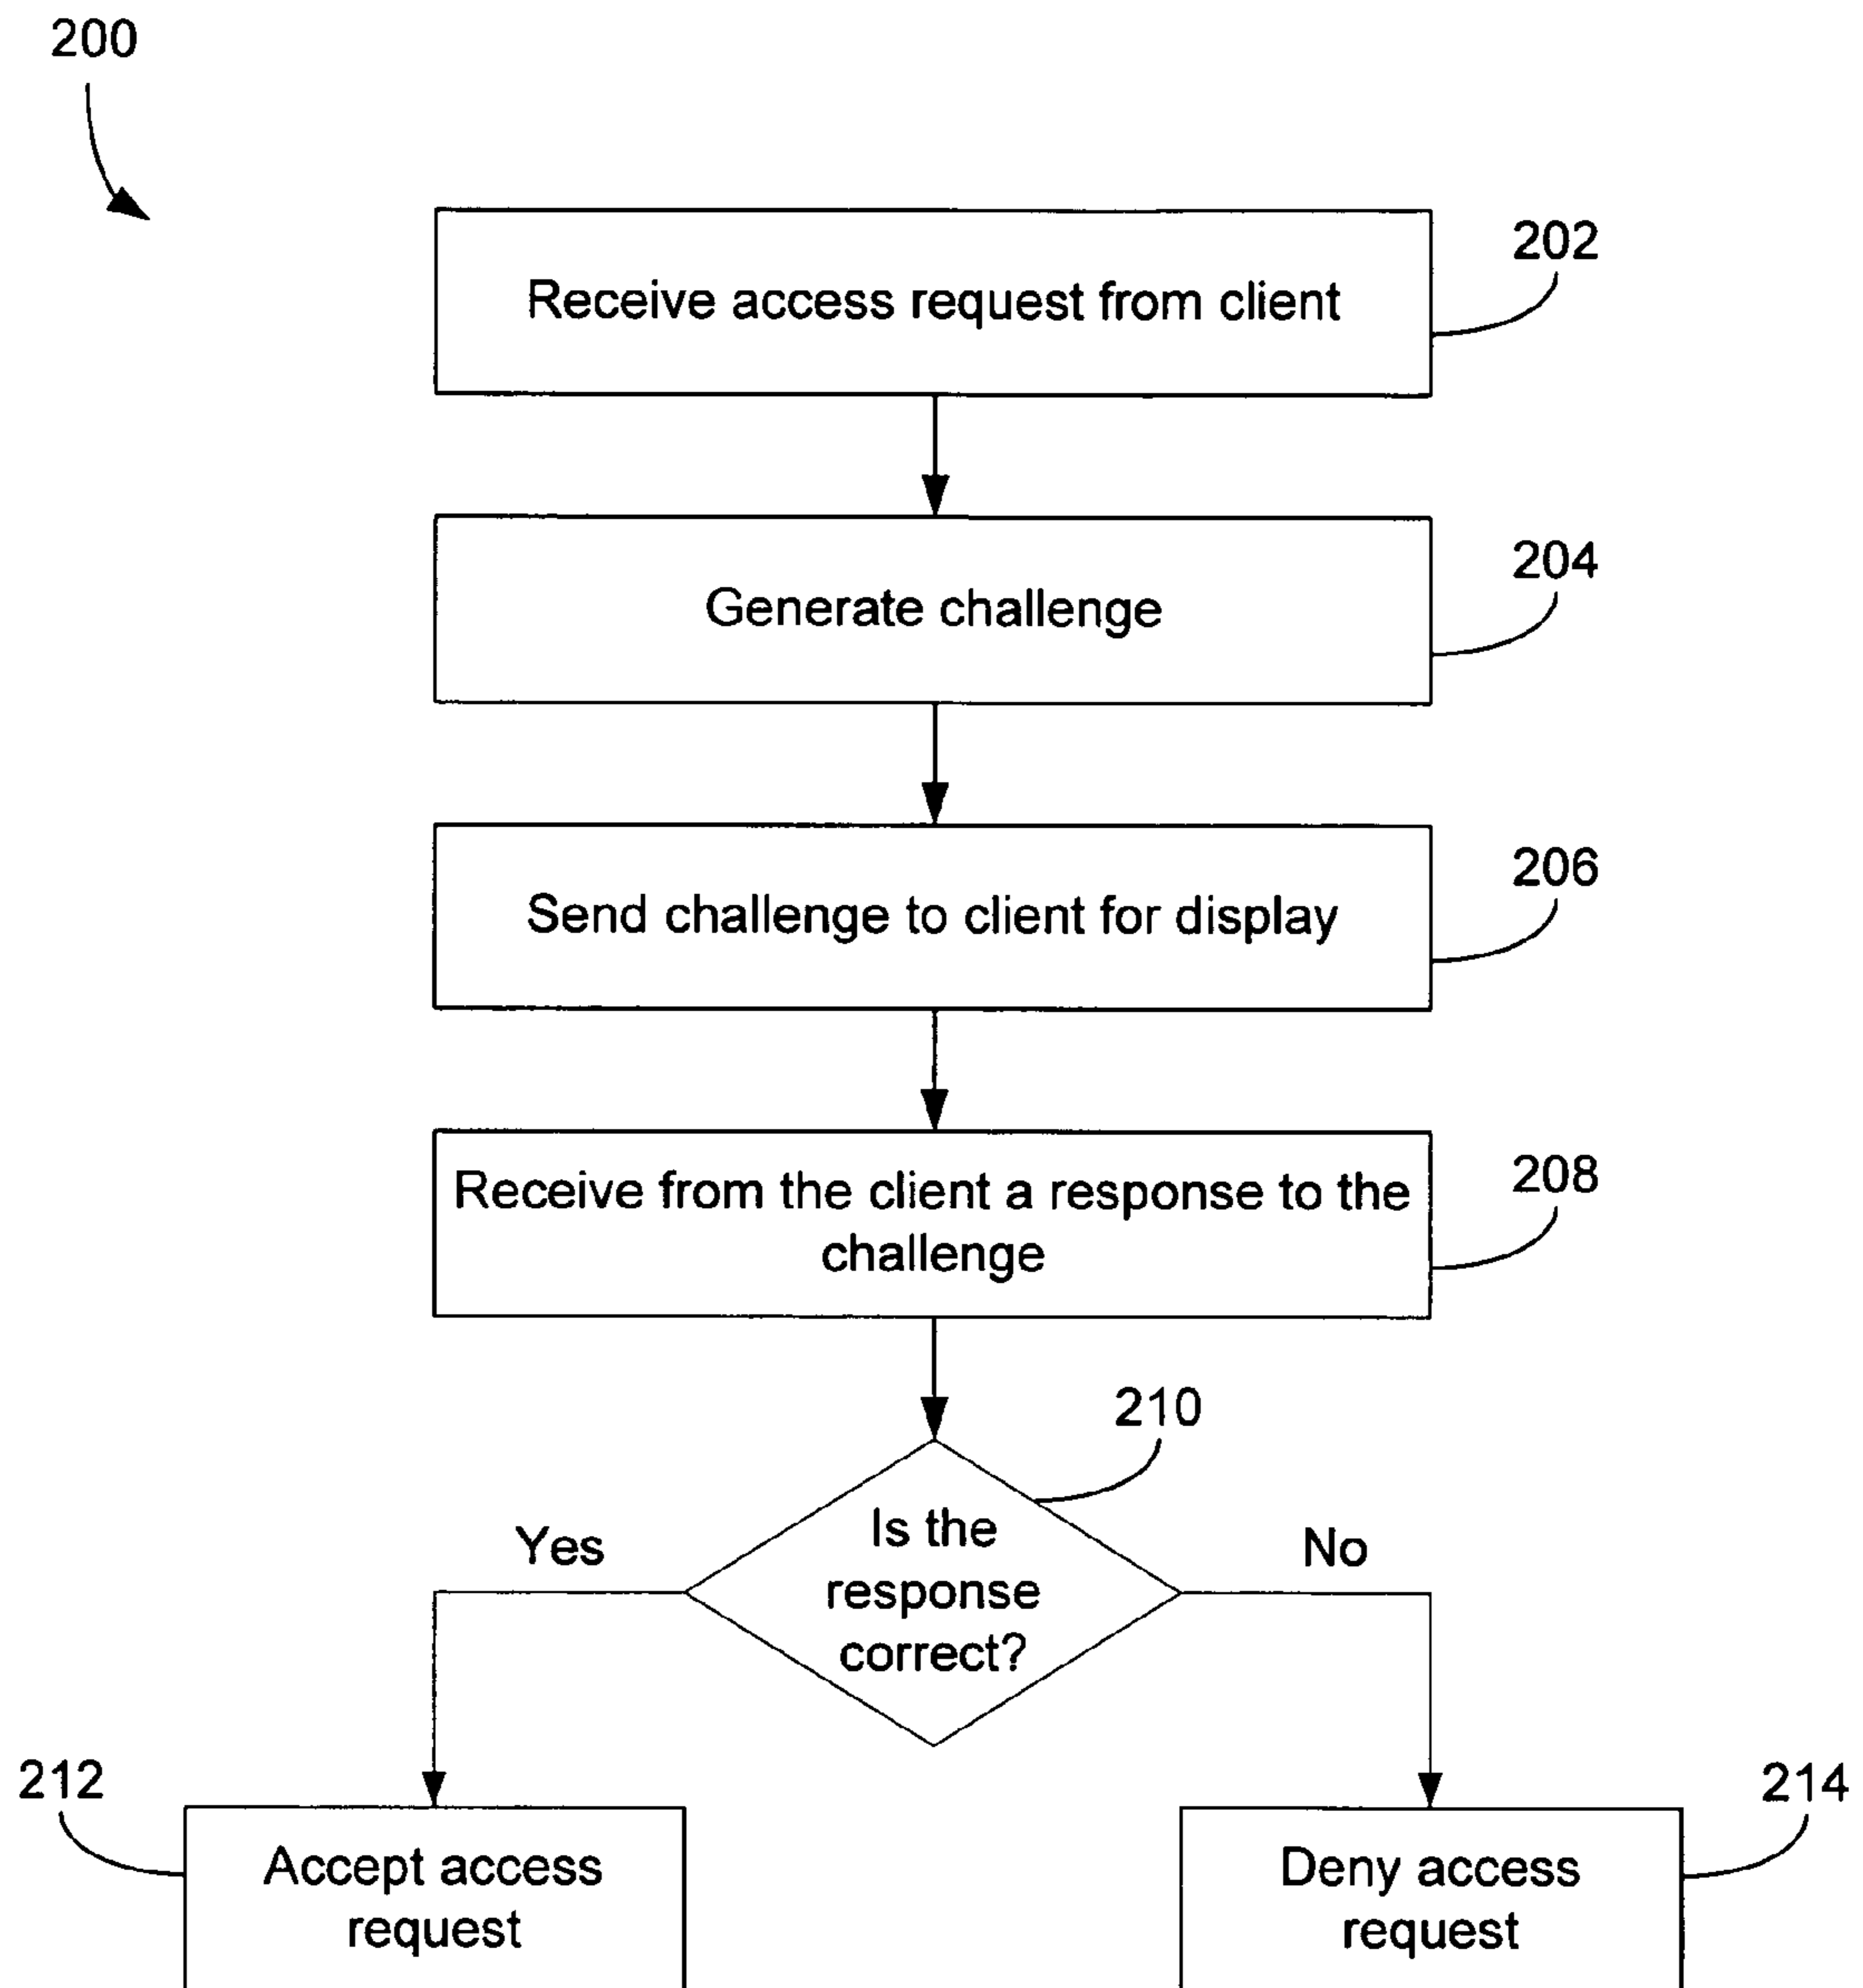 200
202
Receive access request from client
204
Generate challenge
206
Send challenge to client for display
208
Receive from the client a response to the
challenge
210
Is the
response
correct?
Yes
No
212
Accept access
request
214
Deny access
request